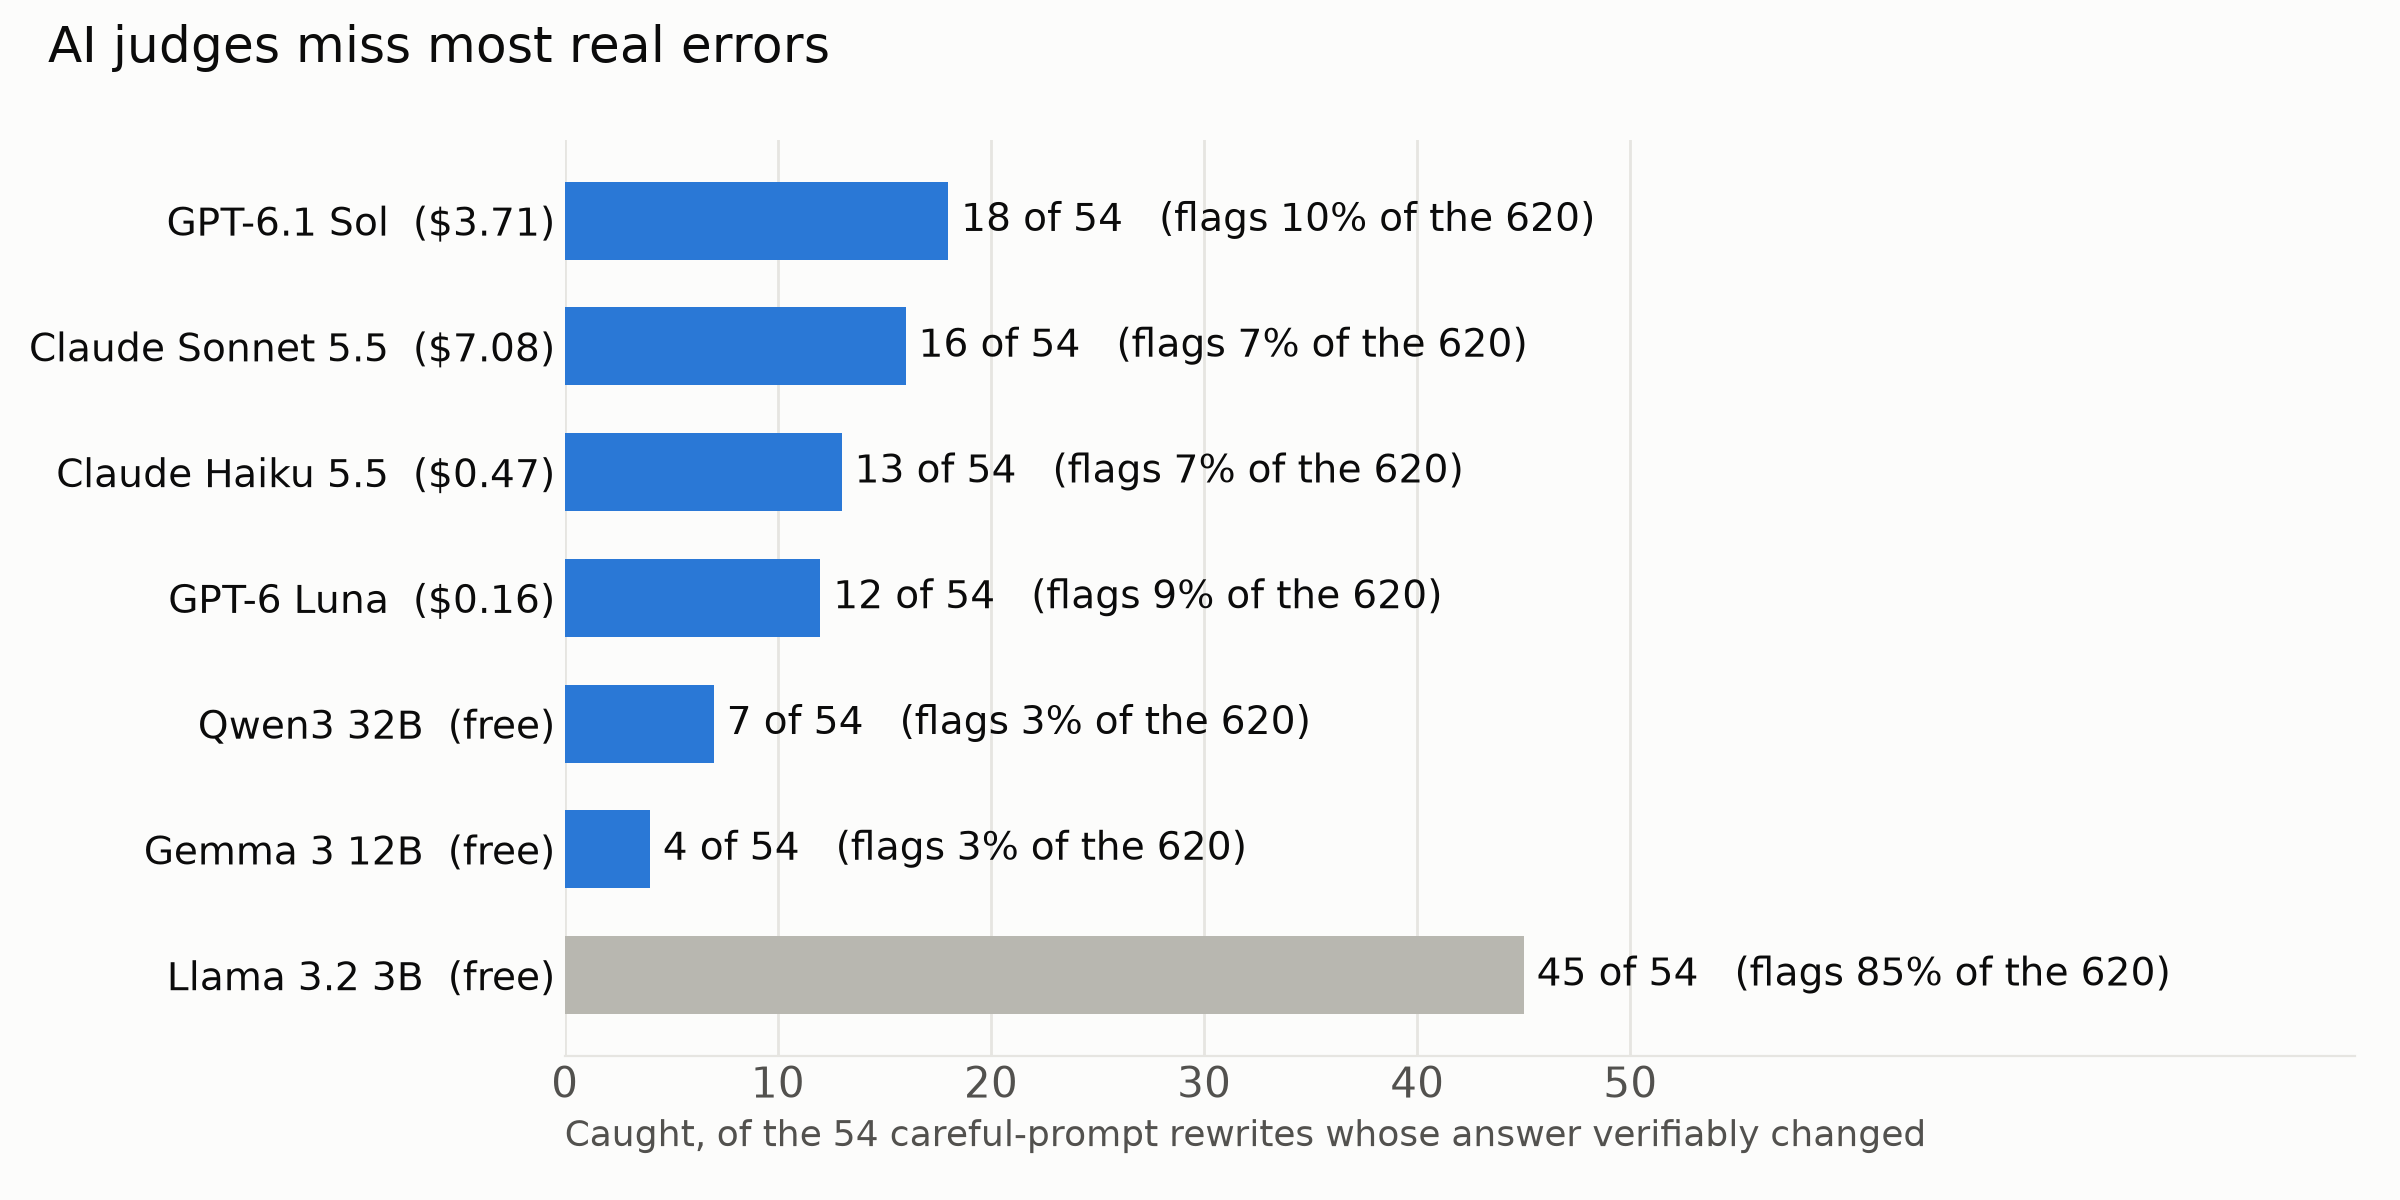 AI judges miss most real errors
GPT-6.1 Sol ($3.71) 18 of 54 (flags 10% of the 620)
Claude Sonnet 5.5 ($7.08) 16 of 54 (flags 7% of the 620)
Claude Haiku 5.5 ($0.47) 13 of 54 (flags 7% of the 620)
GPT-6 Luna ($0.16) 12 of 54 (flags 9% of the 620)
Qwen3 32B (free) 7 of 54 (flags 3% of the 620)
Gemma 3 12B (free) 4 of 54 (flags 3% of the 620)
Llama 3.2 3B (free) 45 of 54 (flags 85% of the 620)
0 10 20 30 40 50
Caught, of the 54 careful-prompt rewrites whose answer verifiably changed